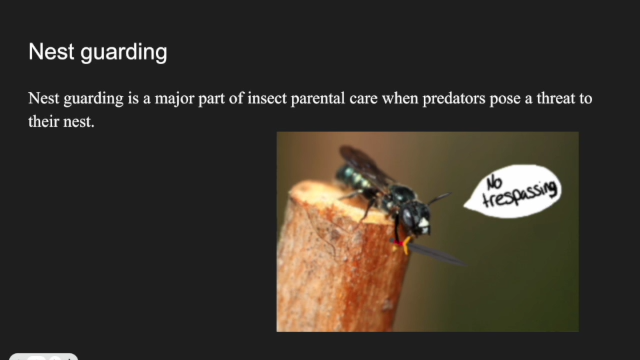 Nest guarding
Nest guarding is a major part of insect parental care when predators pose a threat to
their nest.
No
trespassing